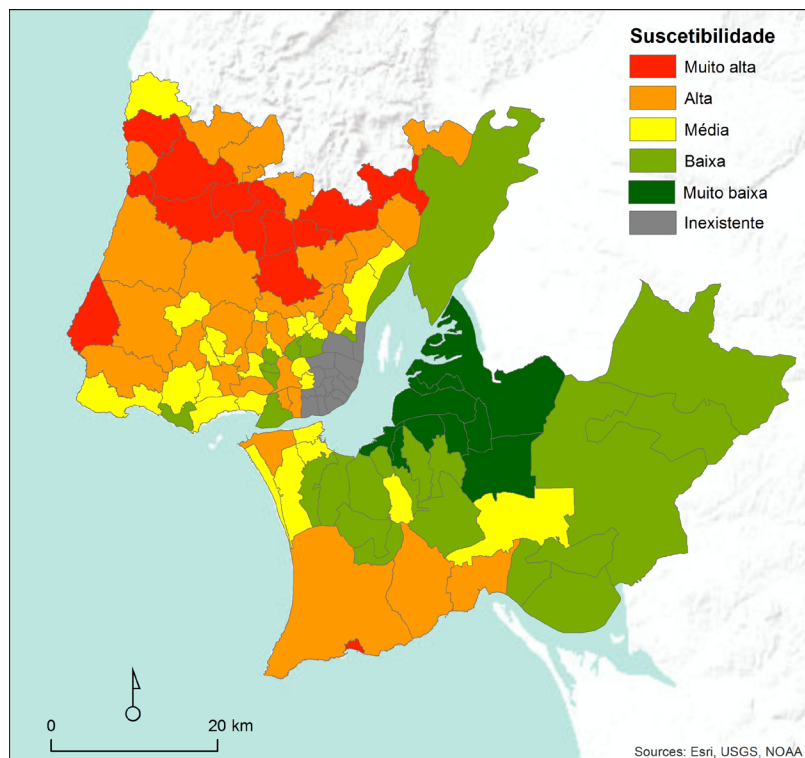 Suscetibilidade
Muito alta
Alta
Média
Baixa
Muito baixa
Inexistente
0 20 km
Sources: Esri, USGS, NOAA